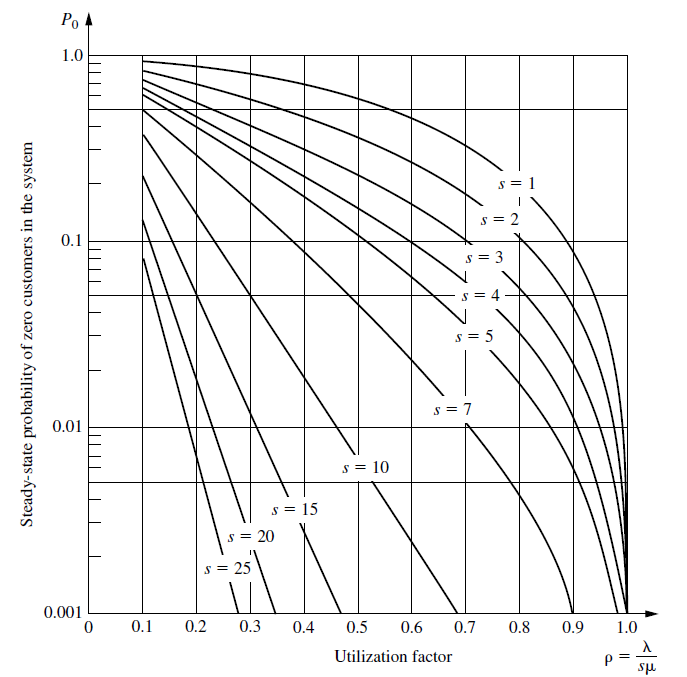 P₀
1.0
s = 1
s = 2
0.1
s = 3
s = 4
s = 5
s = 7
0.01
s = 10
s = 15
s = 20
s = 25
0.001
0 0.1 0.2 0.3 0.4 0.5 0.6 0.7 0.8 0.9 1.0
Utilization factor
ρ = λ/sμ
Steady-state probability of zero customers in the system